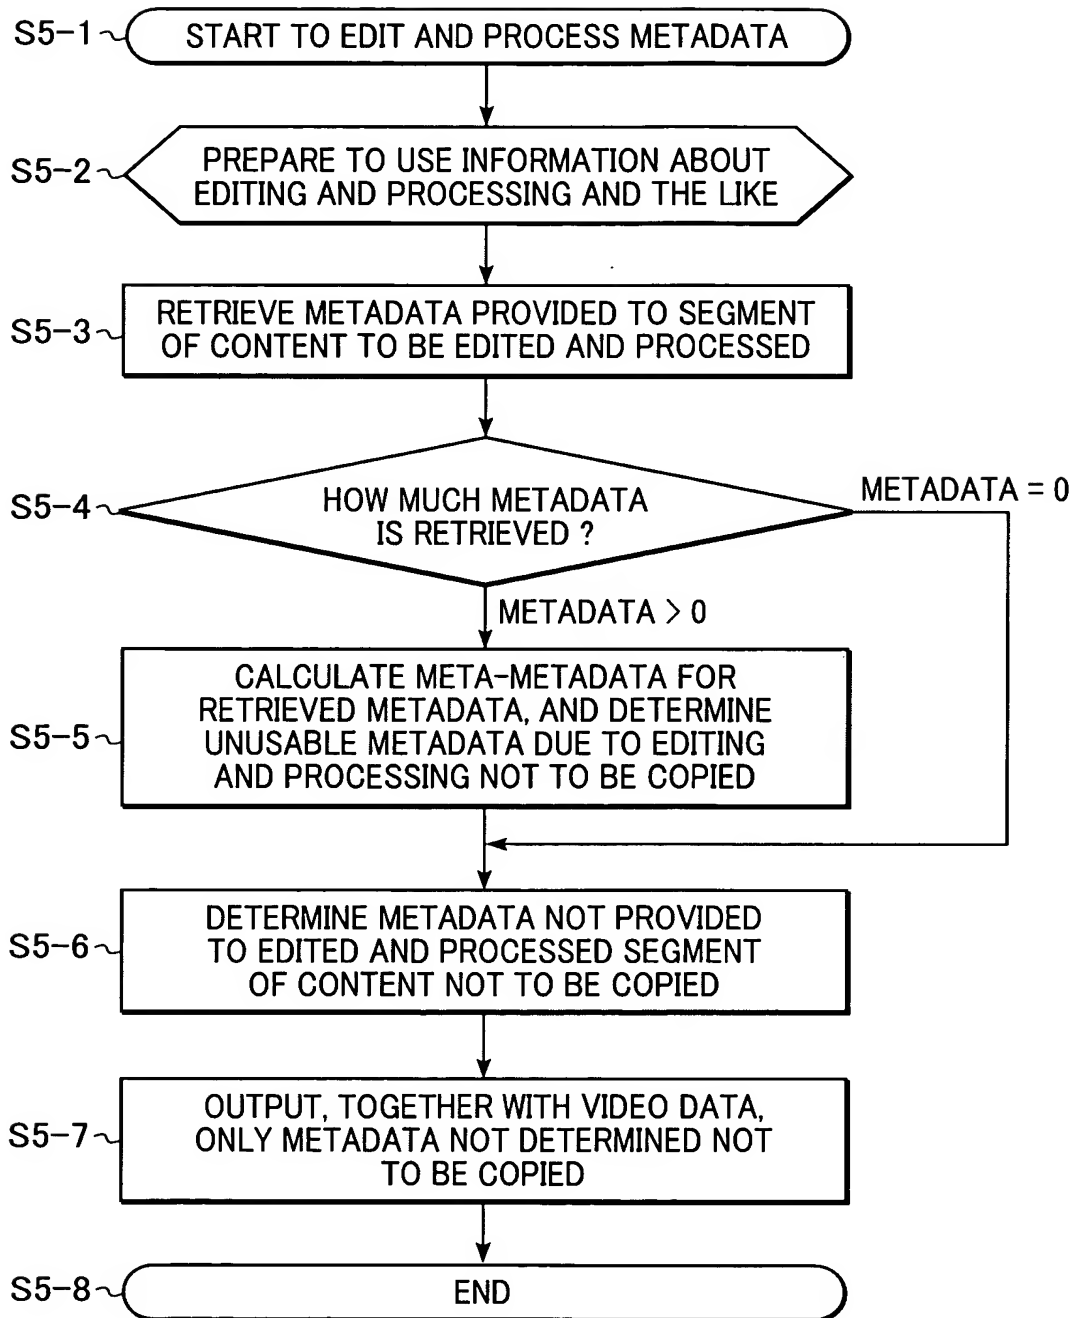 S5-1 START TO EDIT AND PROCESS METADATA
S5-2 PREPARE TO USE INFORMATION ABOUT
EDITING AND PROCESSING AND THE LIKE
S5-3 RETRIEVE METADATA PROVIDED TO SEGMENT
OF CONTENT TO BE EDITED AND PROCESSED
S5-4 HOW MUCH METADATA
IS RETRIEVED ?
METADATA = 0
METADATA > 0
S5-5 CALCULATE META-METADATA FOR
RETRIEVED METADATA, AND DETERMINE
UNUSABLE METADATA DUE TO EDITING
AND PROCESSING NOT TO BE COPIED
S5-6 DETERMINE METADATA NOT PROVIDED
TO EDITED AND PROCESSED SEGMENT
OF CONTENT NOT TO BE COPIED
S5-7 OUTPUT, TOGETHER WITH VIDEO DATA,
ONLY METADATA NOT DETERMINED NOT
TO BE COPIED
S5-8 END